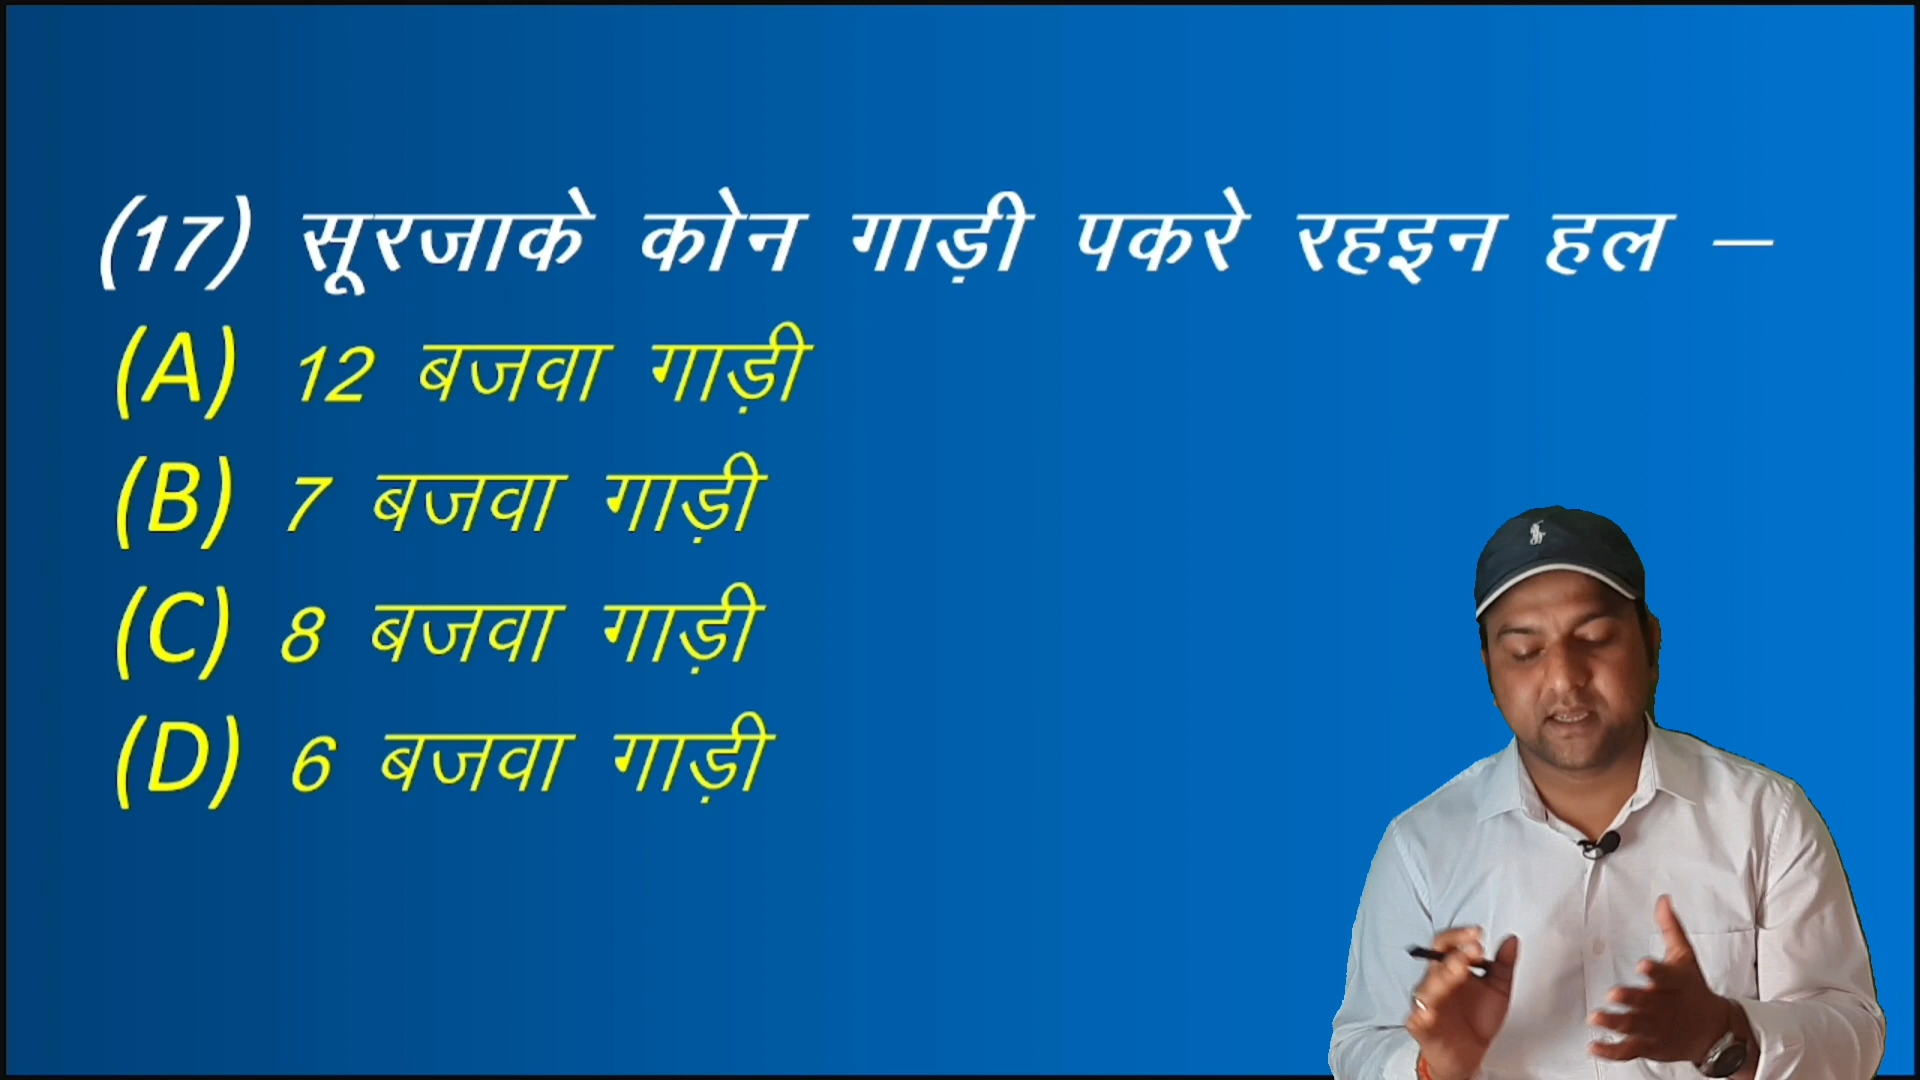 (17) सूरजाके कोन गाड़ी पकरे रहइन हल –
(A) 12 बजवा गाड़ी
(B) 7 बजवा गाड़ी
(C) 8 बजवा गाड़ी
(D) 6 बजवा गाड़ी